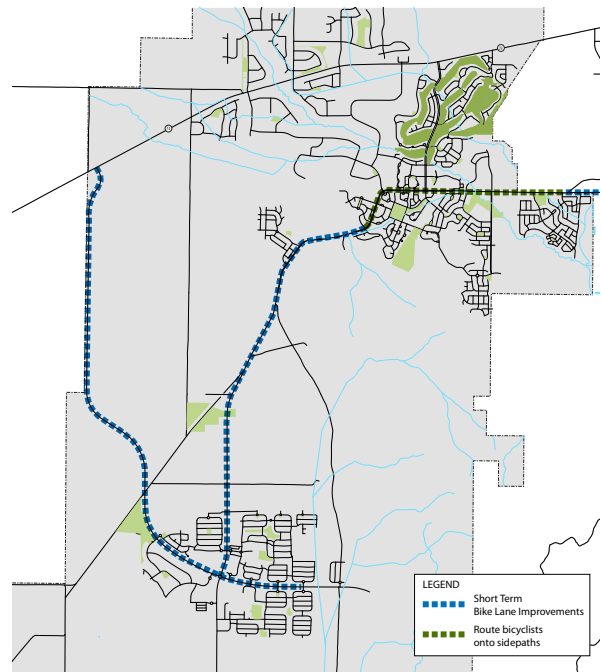 LEGEND
Short Term
Bike Lane Improvements
Route bicyclists
onto sidepaths